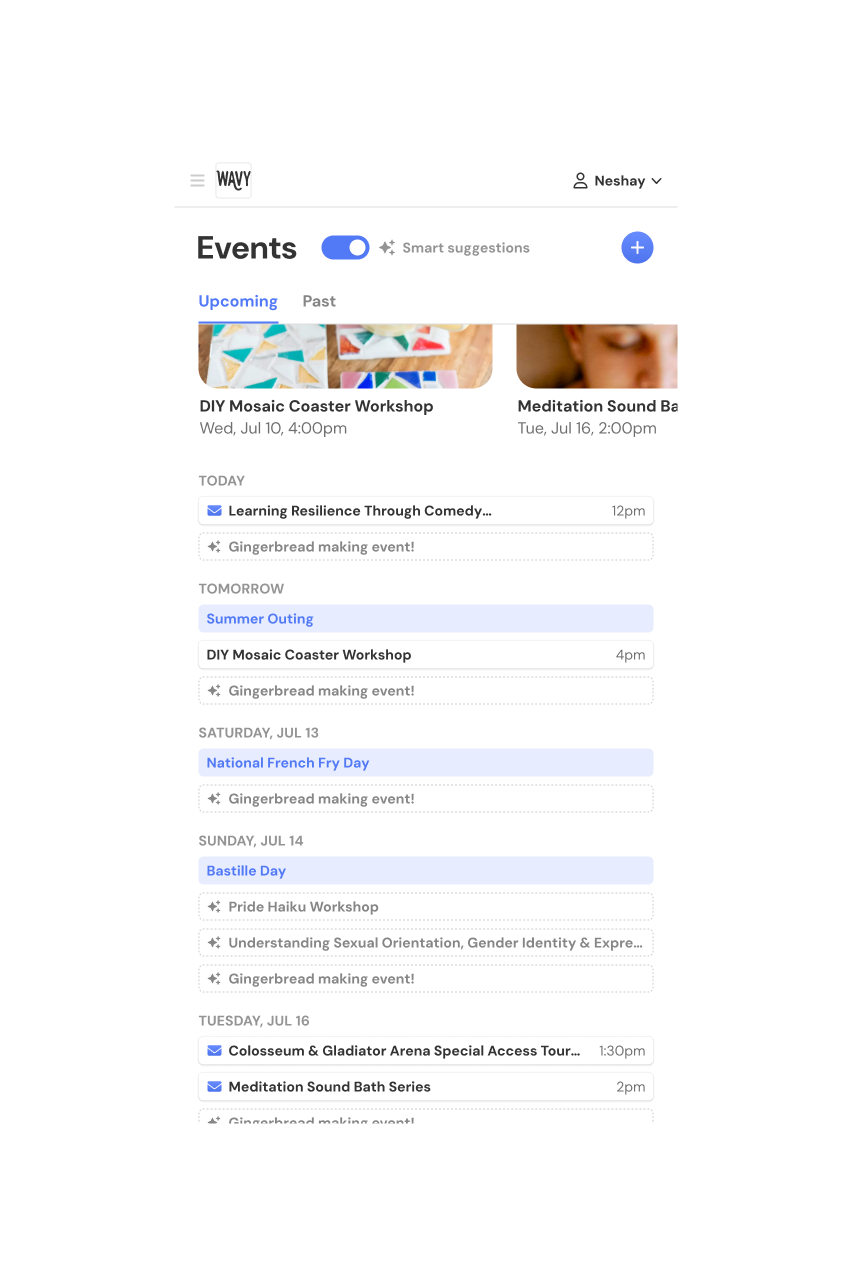 WAVY
Neshay
Events
Smart suggestions
Upcoming
Past
DIY Mosaic Coaster Workshop
Wed, Jul 10, 4:00pm
Meditation Sound Ba
Tue, Jul 16, 2:00pm
TODAY
Learning Resilience Through Comedy... 12pm
Gingerbread making event!
TOMORROW
Summer Outing
DIY Mosaic Coaster Workshop 4pm
Gingerbread making event!
SATURDAY, JUL 13
National French Fry Day
Gingerbread making event!
SUNDAY, JUL 14
Bastille Day
Pride Haiku Workshop
Understanding Sexual Orientation, Gender Identity & Expre...
Gingerbread making event!
TUESDAY, JUL 16
Colosseum & Gladiator Arena Special Access Tour... 1:30pm
Meditation Sound Bath Series 2pm
Gingerbread making event!